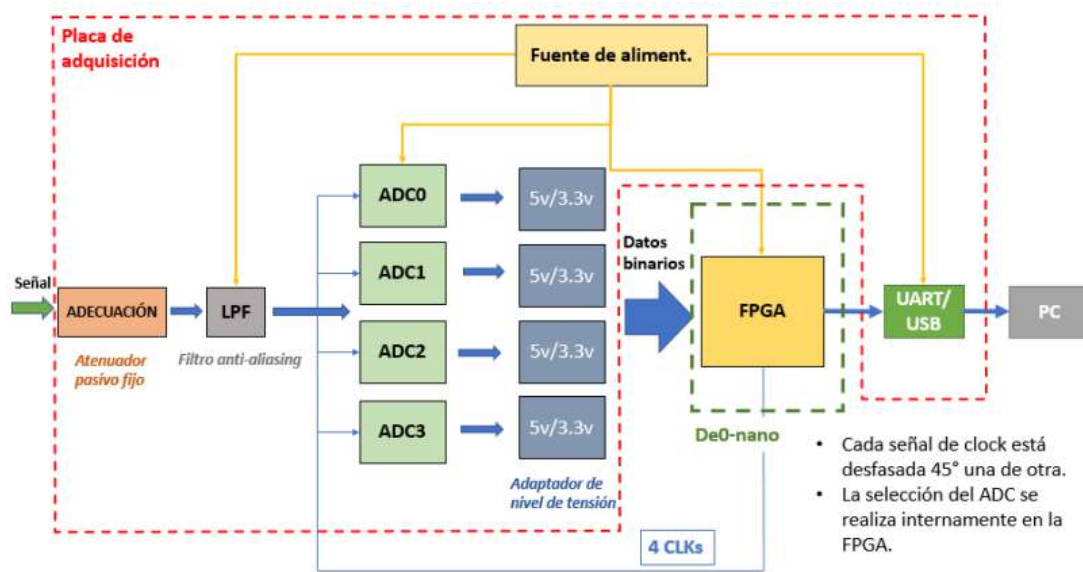 Placa de
adquisición
Fuente de aliment.
ADC0
5v/3.3v
ADC1
5v/3.3v
ADC2
5v/3.3v
ADC3
5v/3.3v
Señal
ADECUACIÓN
LPF
Atenuador
pasivo fijo
Filtro anti-aliasing
Adaptador de
nivel de tensión
Datos
binarios
FPGA
De0-nano
UART/
USB
PC
4 CLKs
• Cada señal de clock está
desfasada 45° una de otra.
• La selección del ADC se
realiza internamente en la
FPGA.